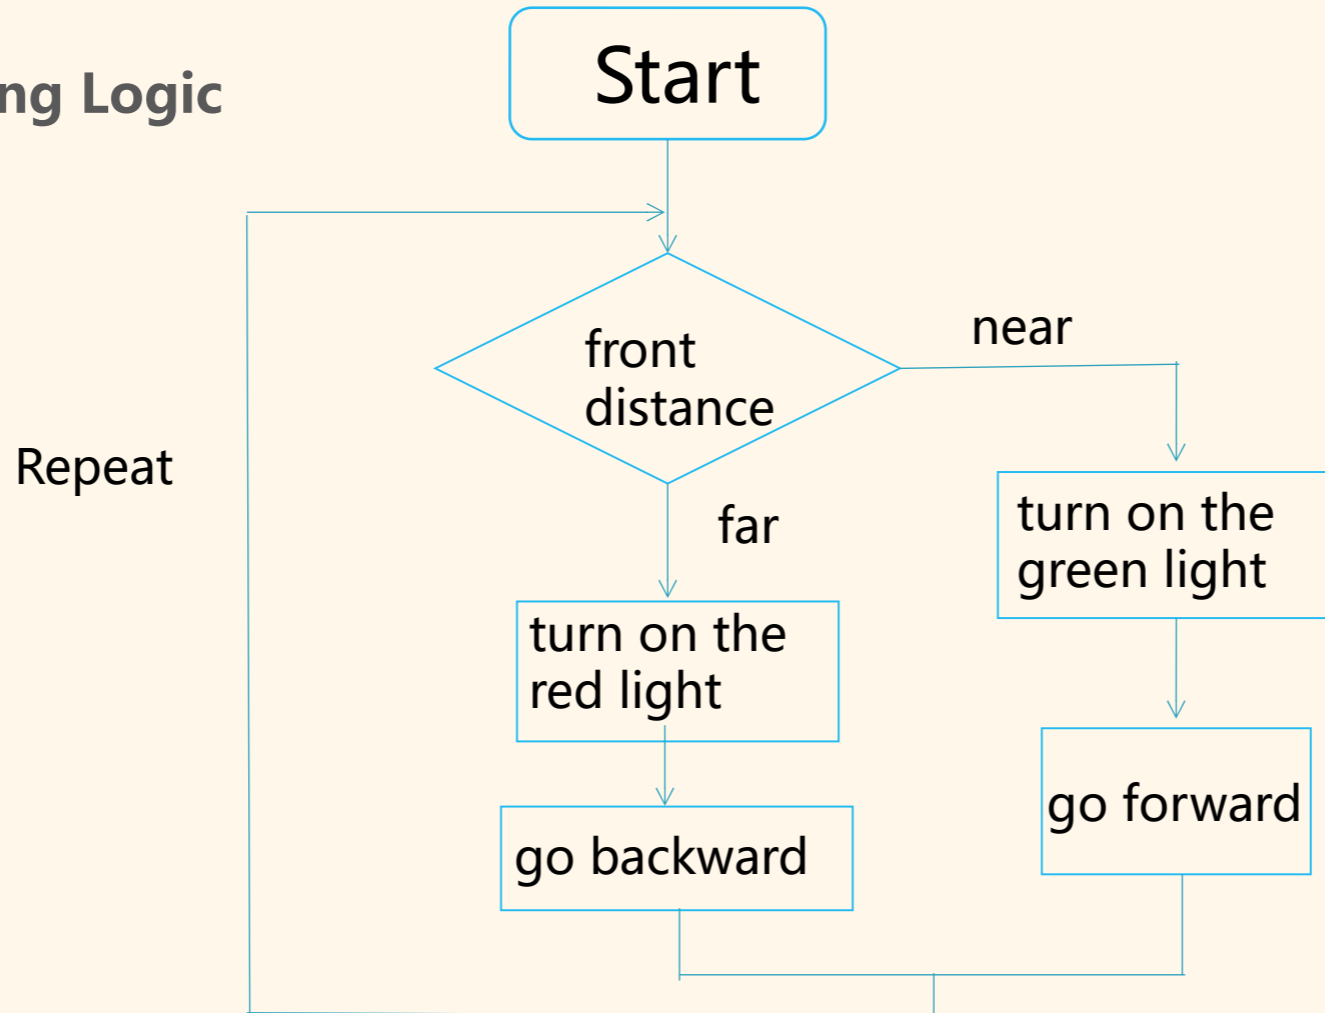 Start
ng Logic
near
front
distance
Repeat
far
turn on the
green light
turn on the
red light
go forward
go backward